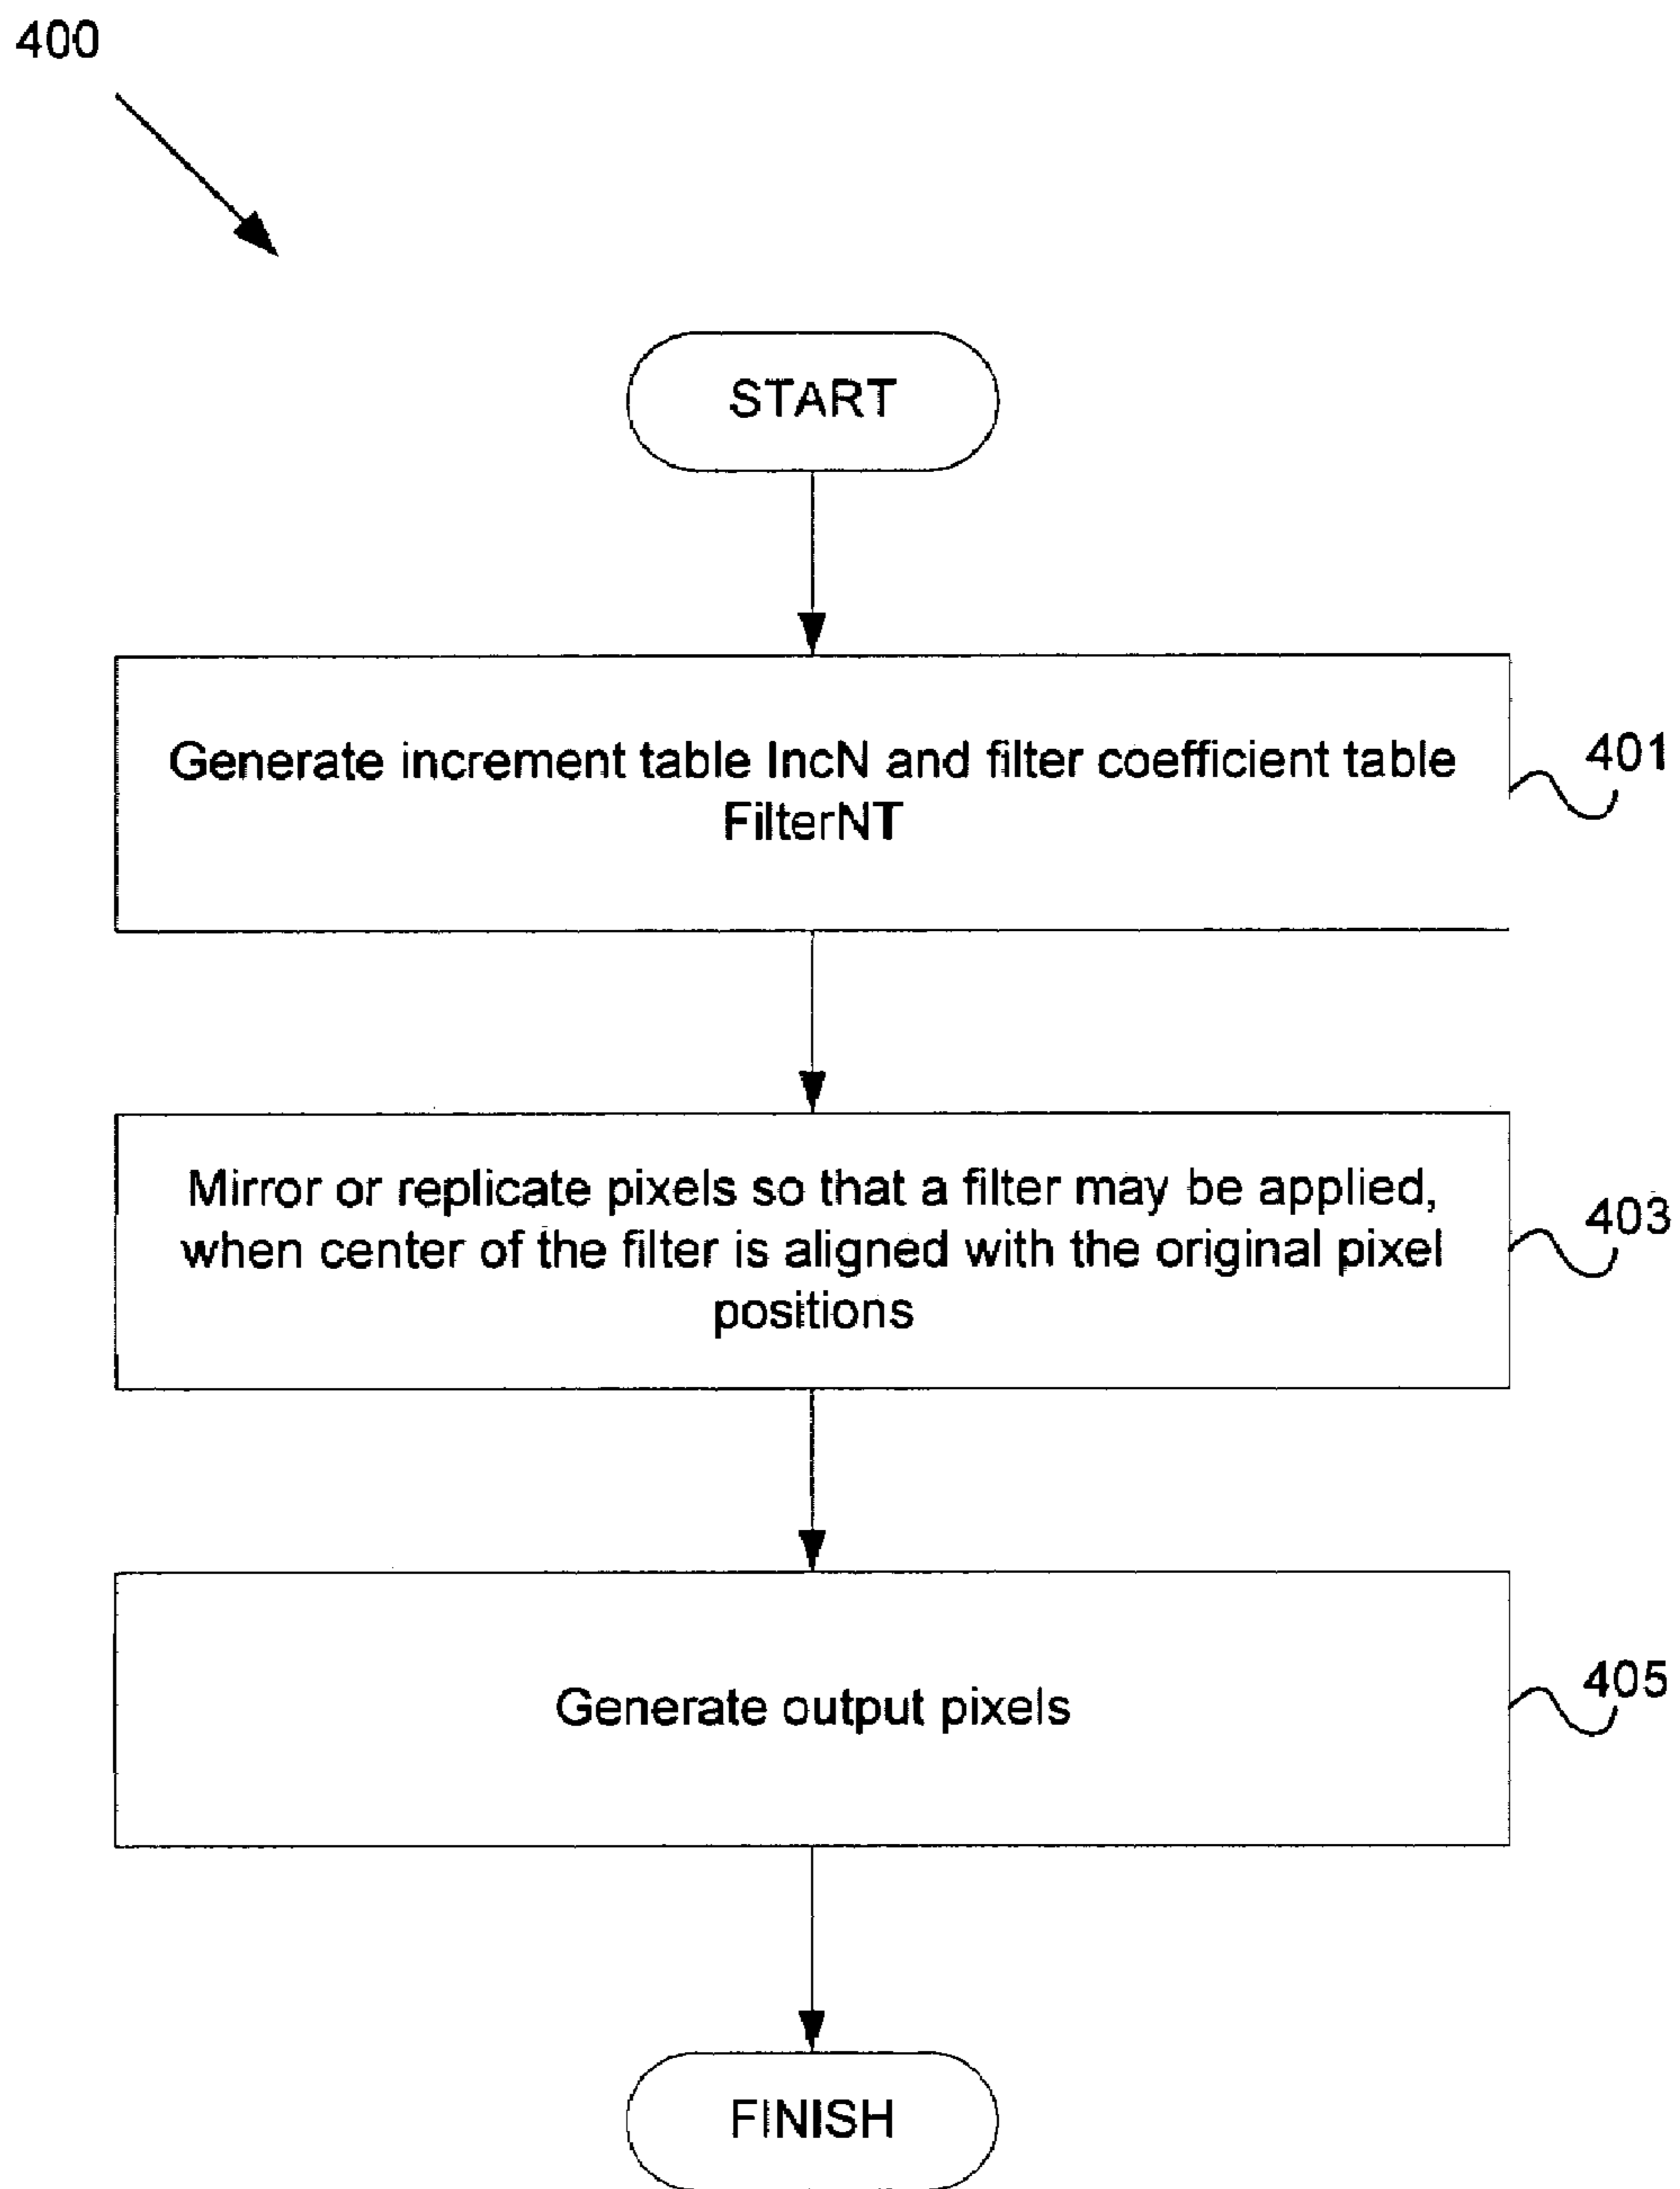 400
START
Generate increment table IncN and filter coefficient table
FilterNT
401
Mirror or replicate pixels so that a filter may be applied,
when center of the filter is aligned with the original pixel
positions
403
Generate output pixels
405
FINISH